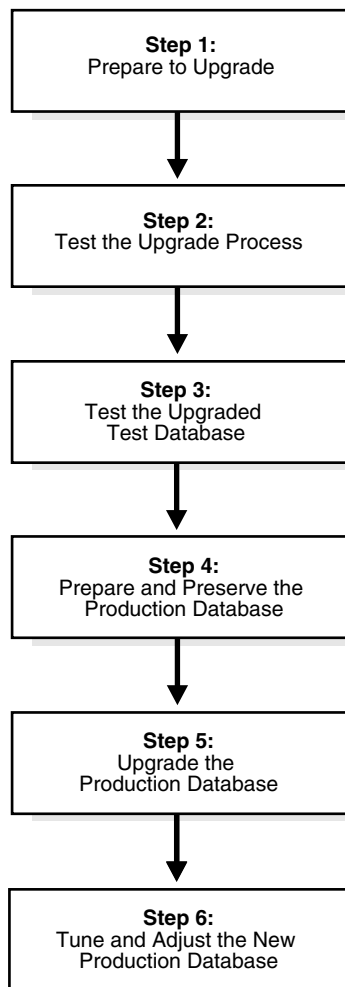 Step 1:
Prepare to Upgrade
Step 2:
Test the Upgrade Process
Step 3:
Test the Upgraded
Test Database
Step 4:
Prepare and Preserve the
Production Database
Step 5:
Upgrade the
Production Database
Step 6:
Tune and Adjust the New
Production Database